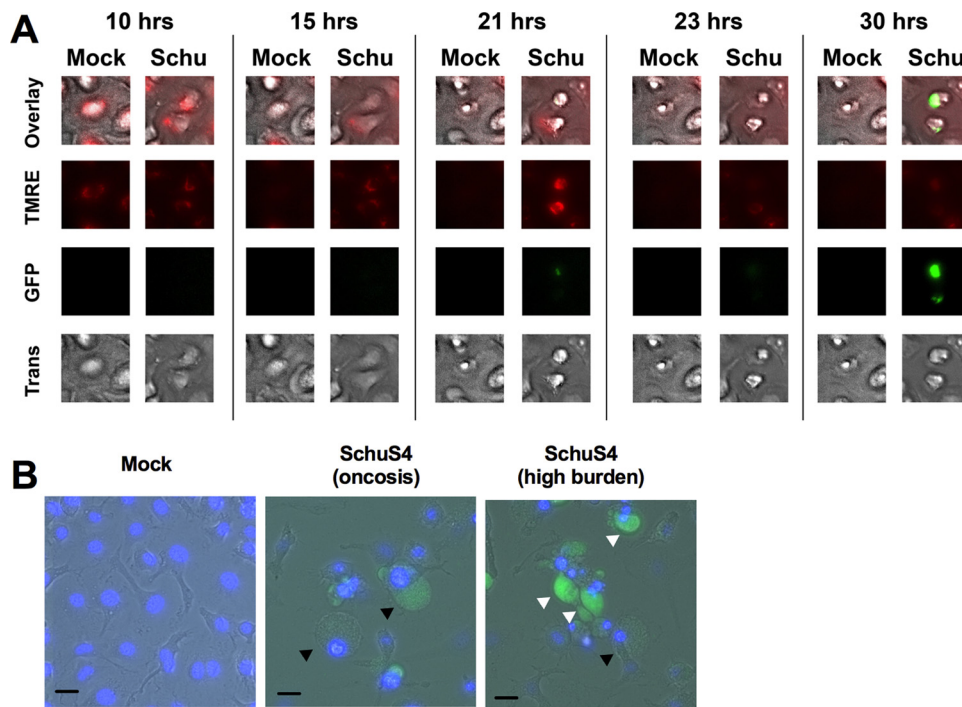 A
10 hrs 15 hrs 21 hrs 23 hrs 30 hrs
Mock Schu Mock Schu Mock Schu Mock Schu Mock Schu
Overlay
TMRE
GFP
Trans
B
Mock
SchuS4
(oncosis)
SchuS4
(high burden)